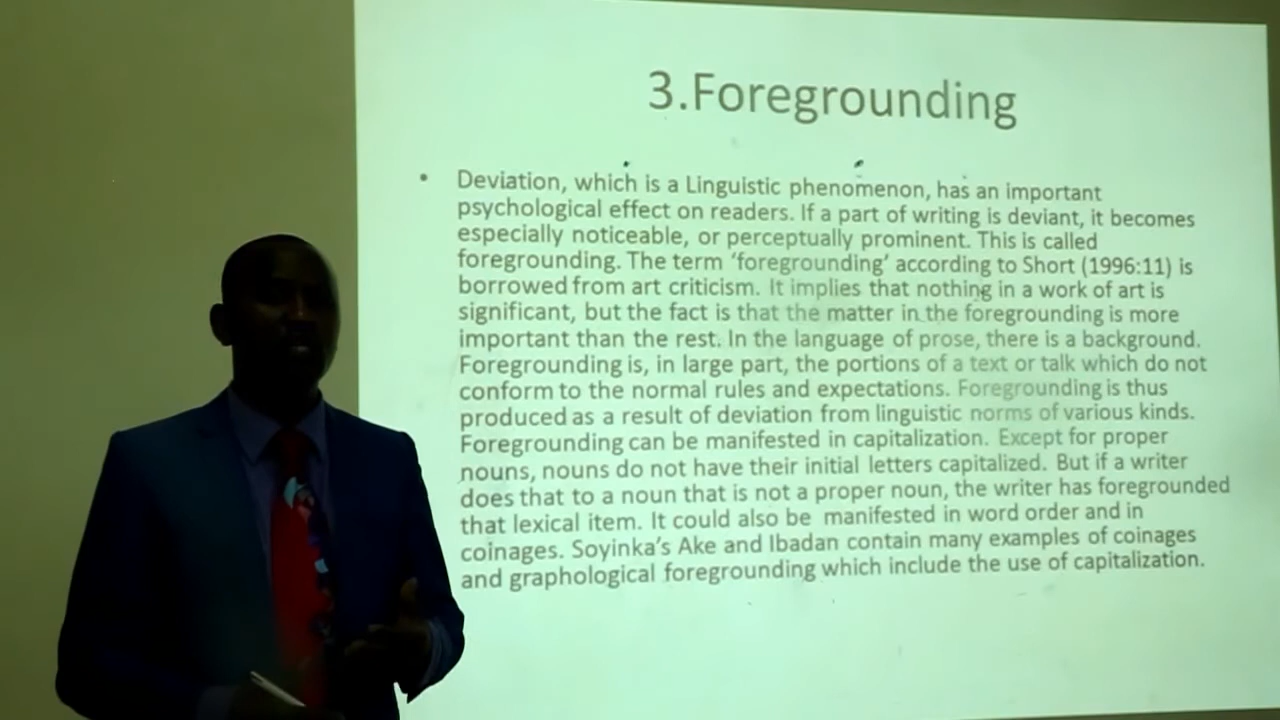 3.Foregrounding
• Deviation, which is a Linguistic phenomenon, has an important
psychological effect on readers. If a part of writing is deviant, it becomes
especially noticeable, or perceptually prominent. This is called
foregrounding. The term ‘foregrounding’ according to Short (1996:11) is
borrowed from art criticism. It implies that nothing in a work of art is
significant, but the fact is that the matter in the foregrounding is more
important than the rest. In the language of prose, there is a background.
Foregrounding is, in large part, the portions of a text or talk which do not
conform to the normal rules and expectations. Foregrounding is thus
produced as a result of deviation from linguistic norms of various kinds.
Foregrounding can be manifested in capitalization. Except for proper
nouns, nouns do not have their initial letters capitalized. But if a writer
does that to a noun that is not a proper noun, the writer has foregrounded
that lexical item. It could also be manifested in word order and in
coinages. Soyinka’s Ake and Ibadan contain many examples of coinages
and graphological foregrounding which include the use of capitalization.